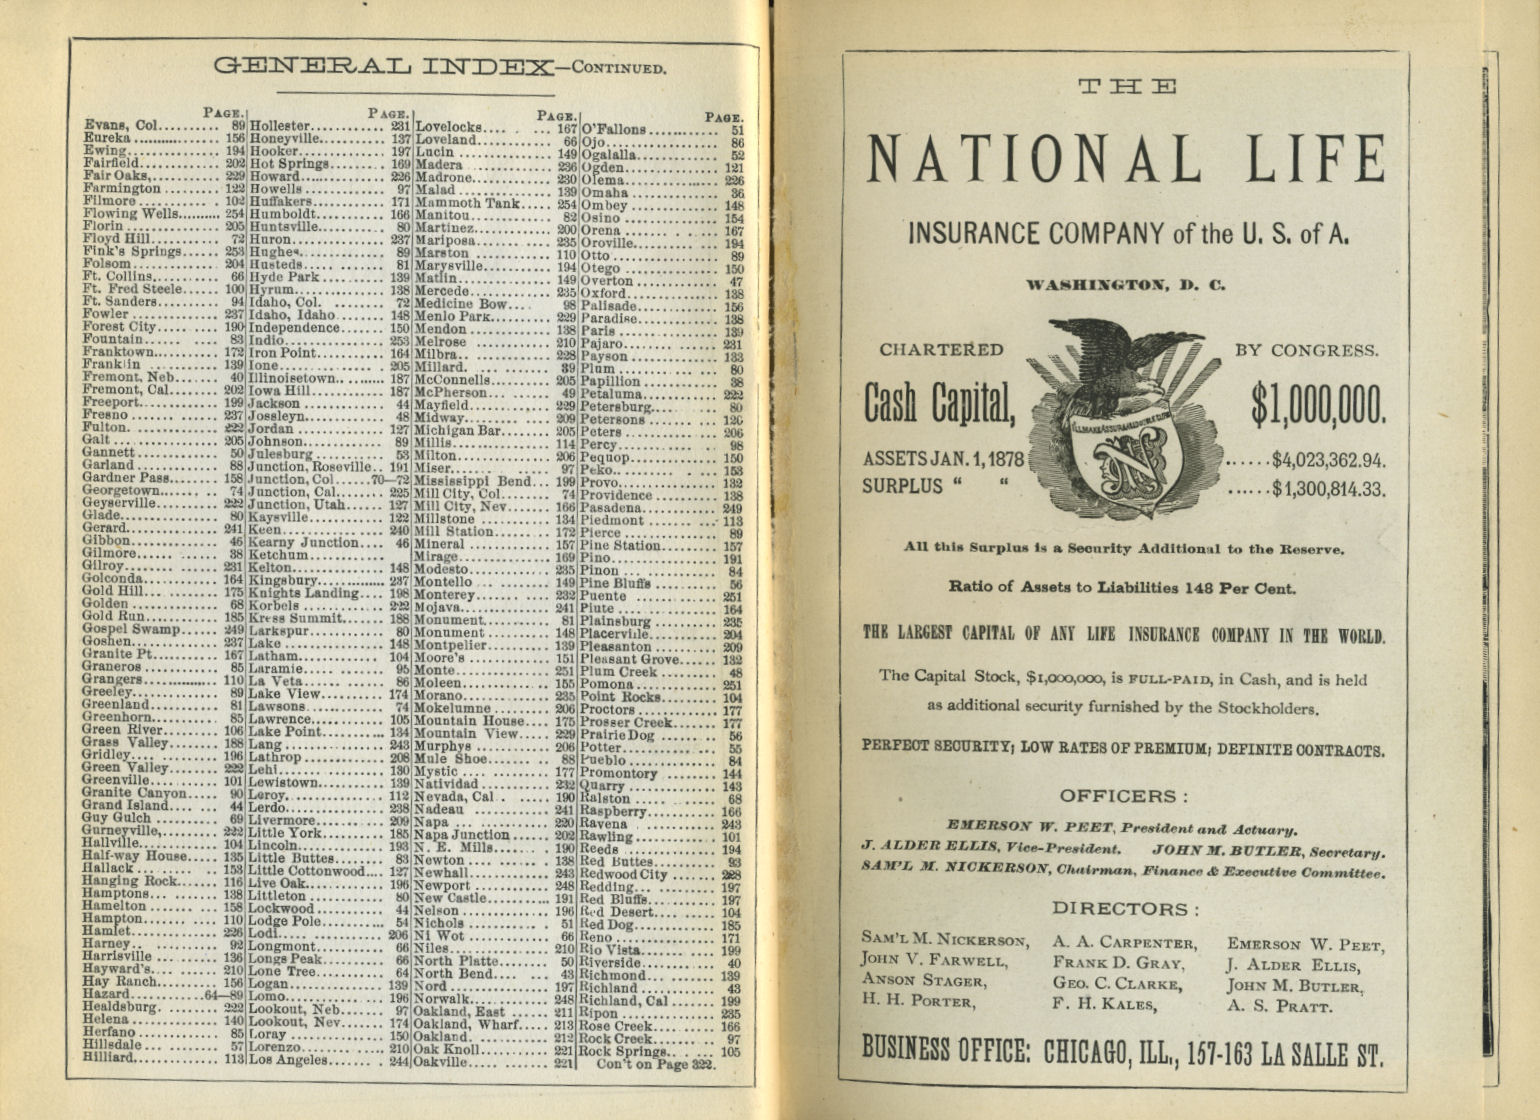 GENERAL INDEX—CONTINUED.
PAGE.
Evans, Col.......... 89
Eureka ............. 156
Ewing............... 194
Fairfield........... 202
Fair Oaks,.......... 229
Farmington ......... 122
Filmore ............ 102
Flowing Wells.......... 254
Florin ............. 205
Floyd Hill.......... 72
Fink's Springs...... 253
Folsom ............. 204
Ft. Collins......... 66
Ft. Fred Steele..... 100
Ft. Sanders......... 94
Fowler ............. 237
Forest City......... 190
Fountain ........... 83
Franktown........... 172
Franklin ........... 139
Fremont, Neb........ 40
Fremont, Cal........ 202
Freeport............ 199
Fresno ............. 237
Fulton. ............ 222
Galt ............... 205
Gannett ............ 50
Garland ............ 88
Gardner Pass........ 158
Georgetown.......... 74
Geyserville......... 222
Glade............... 80
Gerard.............. 241
Gibbon ............. 46
Gilmore............. 38
Gilroy.............. 231
Golconda............ 164
Gold Hill........... 175
Golden ............. 68
Gold Run............ 185
Gospel Swamp........ 249
Goshen.............. 237
Granite Pt.......... 167
Graneros ........... 85
Grangers............ 110
Greeley............. 89
Greenland .......... 81
Greenhorn........... 85
Green River ........ 106
Grass Valley........ 188
Gridley............. 196
Green Valley........ 222
Greenville.......... 101
Granite Canyon...... 90
Grand Island........ 44
Guy Gulch .......... 69
Gurneyville,........ 222
Hallville........... 104
Half-way House..... 135
Hallack ............ 153
Hanging Rock........ 116
Hamptons............ 138
Hamelton ........... 158
Hampton............. 110
Hamlet.............. 226
Harney.............. 92
Harrisville ........ 136
Hayward's........... 210
Hay Ranch........... 156
Hazard...........64—89
Healdsburg. ........ 222
Helena ............. 140
Herfano ............ 85
Hillsdale .......... 57
Hilliard............ 113
PAGE.
Hollester........... 231
Honeyville.......... 137
Hooker.............. 197
Hot Springs......... 169
Howard.............. 226
Howells ............ 97
Huffakers .......... 171
Humboldt............ 166
Huntsville.......... 80
Huron............... 237
Hughes.............. 89
Husteds............. 81
Hyde Park .......... 139
Hyrum............... 138
Idaho, Col. ........ 72
Idaho, Idaho ....... 148
Independence........ 150
Indio............... 253
Iron Point.......... 164
Ione................ 205
Illinoisetown....... 187
Iowa Hill........... 187
Jackson ............ 44
Jossleyn............ 48
Jordan ............. 127
Johnson............. 89
Julesburg .......... 53
Junction, Roseville.. 191
Junction, Col ......70—72
Junction, Cal....... 225
Junction, Utah...... 127
Kaysville........... 122
Keen................ 240
Kearny Junction.... 46
Ketchum.............
Kelton.............. 148
Kingsbury........... 237
Knights Landing.... 198
Korbels ............ 222
Kress Summit........ 188
Larkspur............ 80
Lake ............... 148
Latham.............. 104
Laramie............. 95
La Veta ............ 86
Lake View........... 174
Lawsons............. 74
Lawrence............ 105
Lake Point.......... 134
Lang ............... 243
Lathrop ............ 208
Lehi................ 130
Lewistown........... 139
Leroy............... 112
Lerdo............... 238
Livermore........... 209
Little York......... 185
Lincoln............. 193
Little Buttes....... 83
Little Cottonwood.... 127
Live Oak............ 196
Littleton .......... 80
Lockwood ........... 44
Lodge Pole.......... 54
Lodi................ 206
Longmont............ 66
Longs Peak.......... 66
Lone Tree........... 64
Logan............... 139
Lomo................ 196
Lookout, Neb........ 97
Lookout, Nev........ 174
Loray .............. 150
Lorenzo............. 210
Los Angeles......... 244
PAGE.
Lovelocks........... 167
Loveland............ 66
Lucin .............. 149
Madera ............. 236
Madrone............. 230
Malad .............. 139
Mammoth Tank..... 254
Manitou............. 82
Martinez............ 200
Mariposa............ 235
Marston ............ 110
Marysville.......... 194
Matlin.............. 149
Mercede............. 235
Medicine Bow... 98
Menlo Park.......... 229
Mendon ............. 138
Melrose ............ 210
Milbra.............. 228
Millard. ........... 39
McConnells.......... 205
McPherson........... 49
Mayfield............ 229
Midway.............. 209
Michigan Bar........ 205
Millis.............. 114
Milton.............. 206
Miser............... 97
Mississippi Bend... 199
Mill City, Col...... 74
Mill City, Nev...... 166
Millstone .......... 134
Mill Station........ 172
Mineral ............ 157
Mirage.............. 169
Modesto............. 235
Montello ........... 149
Monterey............ 232
Mojava.............. 241
Monument............ 81
Monument ........... 148
Montpelier.......... 139
Moore's ............ 151
Monte............... 251
Moleen.............. 155
Morano.............. 235
Mokelumne .......... 206
Mountain House.... 175
Mountain View..... 229
Murphys ............ 206
Mule Shoe........... 88
Mystic ............. 177
Natividad .......... 232
Nevada, Cal . ...... 190
Nadeau ............. 241
Napa ............... 220
Napa Junction ..... 202
N. E. Mills......... 190
Newton ............. 138
Newhall............. 243
Newport ............ 248
New Castle.......... 191
Nelson ............. 196
Nichols ............ 51
Ni Wot ............. 66
Niles............... 210
North Platte ....... 50
North Bend.......... 43
Nord ............... 197
Norwalk............. 248
Oakland, East ...... 211
Oakland, Wharf.... 213
Oakland. ........... 212
Oak Knoll........... 221
Oakville............ 221
PAGE.
O'Fallons .......... 51
Ojo................. 86
Ogalalla ........... 52
Ogden............... 121
Olema............... 226
Omaha .............. 36
Ombey .............. 148
Osino .............. 154
Orena .............. 167
Oroville............ 194
Otto ............... 89
Otego .............. 150
Overton ............ 47
Oxford.............. 138
Palisade............ 156
Paradise............ 138
Paris .............. 139
Pajaro.............. 231
Payson ............. 133
Plum ............... 80
Papillion .......... 38
Petaluma............ 222
Petersburg.......... 80
Petersons .......... 126
Peters ............. 206
Percy............... 98
Pequop.............. 150
Peko................ 153
Provo............... 132
Providence ......... 138
Pasadena............ 249
Piedmont ........... 113
Pierce ............. 89
Pine Station........ 157
Pino................ 191
Pinon .............. 84
Pine Bluffs ........ 56
Puente ............. 251
Piute .............. 164
Plainsburg ......... 235
Placerville......... 204
Pleasanton ......... 209
Pleasant Grove..... 132
Plum Creek ......... 48
Pomona.............. 251
Point Rocks......... 104
Proctors ........... 177
Prosser Creek....... 177
Prairie Dog ........ 56
Potter.............. 55
Pueblo ............. 84
Promontory ......... 144
Quarry ............. 143
Ralston ............ 68
Raspberry........... 166
Ravena ............. 243
Rawling............. 101
Reeds .............. 194
Red Buttes.......... 93
Redwood City ....... 228
Redding............. 197
Red Bluffs.......... 197
Red Desert.......... 104
Red Dog............. 185
Reno ............... 171
Rio Vista........... 199
Riverside........... 40
Richmond............ 139
Richland ........... 43
Richland, Cal ...... 199
Ripon .............. 235
Rose Creek.......... 166
Rock Creek.......... 97
Rock Springs........ 105
Con't on Page 322.
THE
NATIONAL LIFE
INSURANCE COMPANY of the U. S. of A.
WASHINGTON, D. C.
CHARTERED BY CONGRESS.
Cash Capital, $1,000,000.
ASSETS JAN. 1, 1878 ......$4,023,362.94.
SURPLUS “ “ ......$1,300,814.33.
All this Surplus is a Security Additional to the Reserve.
Ratio of Assets to Liabilities 148 Per Cent.
THE LARGEST CAPITAL OF ANY LIFE INSURANCE COMPANY IN THE WORLD.
The Capital Stock, $1,000,000, is FULL-PAID, in Cash, and is held
as additional security furnished by the Stockholders.
PERFECT SECURITY; LOW RATES OF PREMIUM; DEFINITE CONTRACTS.
OFFICERS:
EMERSON W. PEET, President and Actuary.
J. ALDER ELLIS, Vice-President. JOHN M. BUTLER, Secretary.
SAM'L M. NICKERSON, Chairman, Finance & Executive Committee.
DIRECTORS:
SAM'L M. NICKERSON, A. A. CARPENTER, EMERSON W. PEET,
JOHN V. FARWELL, FRANK D. GRAY, J. ALDER ELLIS,
ANSON STAGER, GEO. C. CLARKE, JOHN M. BUTLER,
H. H. PORTER, F. H. KALES, A. S. PRATT.
BUSINESS OFFICE: CHICAGO, ILL., 157-163 LA SALLE ST.